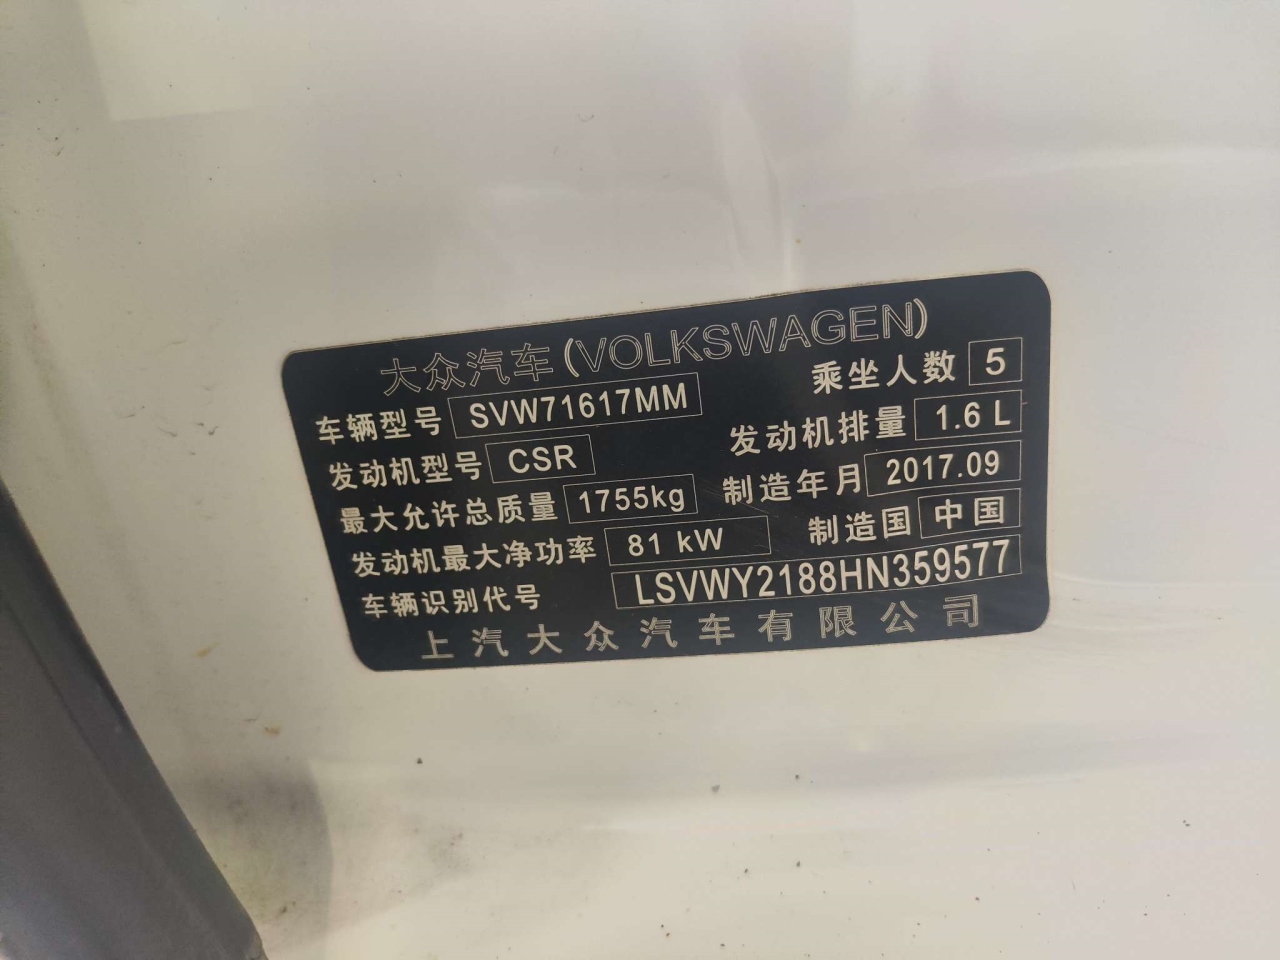 大众汽车(VOLKSWAGEN)
车辆型号 SVW71617MM 乘坐人数 5
发动机型号 CSR 发动机排量 1.6 L
最大允许总质量 1755kg 制造年月 2017.09
发动机最大净功率 81 kW 制造国 中国
车辆识别代号 LSVWY2188HN359577
上汽大众汽车有限公司